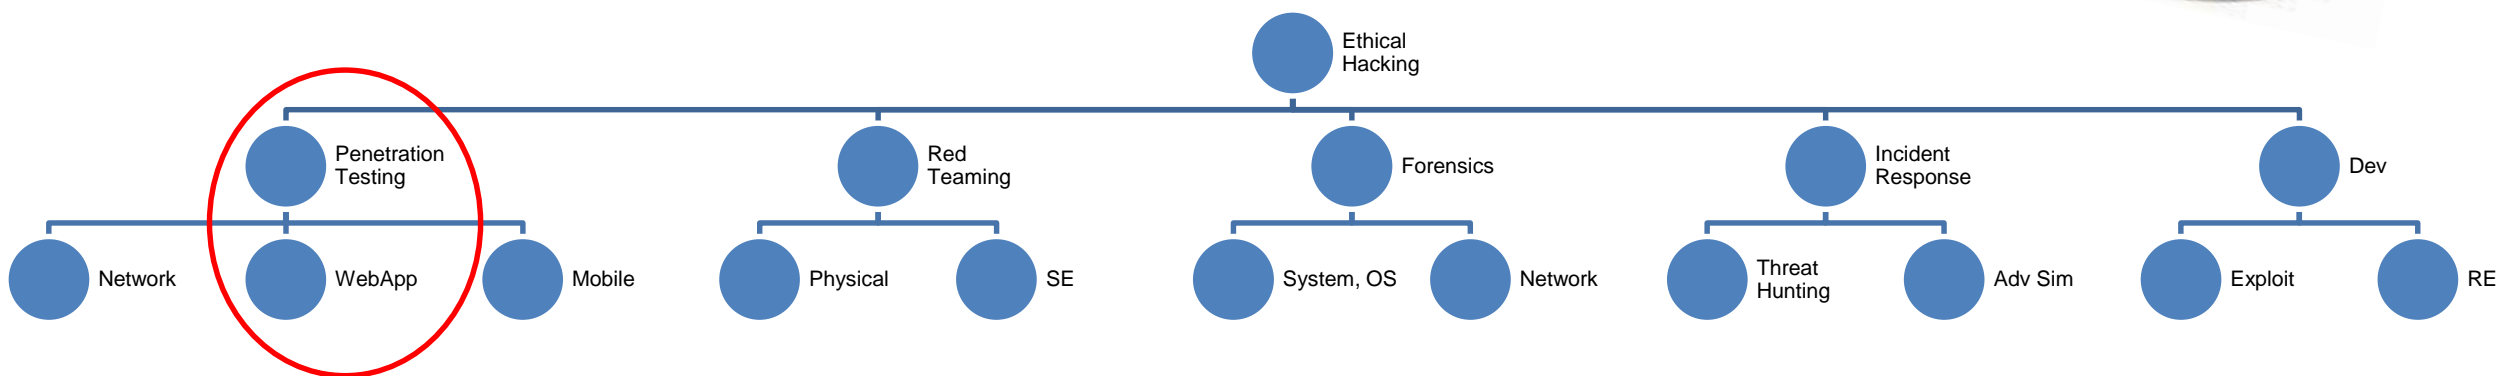 Ethical
Hacking
Penetration
Testing
Red
Teaming
Forensics
Incident
Response
Dev
Network
WebApp
Mobile
Physical
SE
System, OS
Network
Threat
Hunting
Adv Sim
Exploit
RE